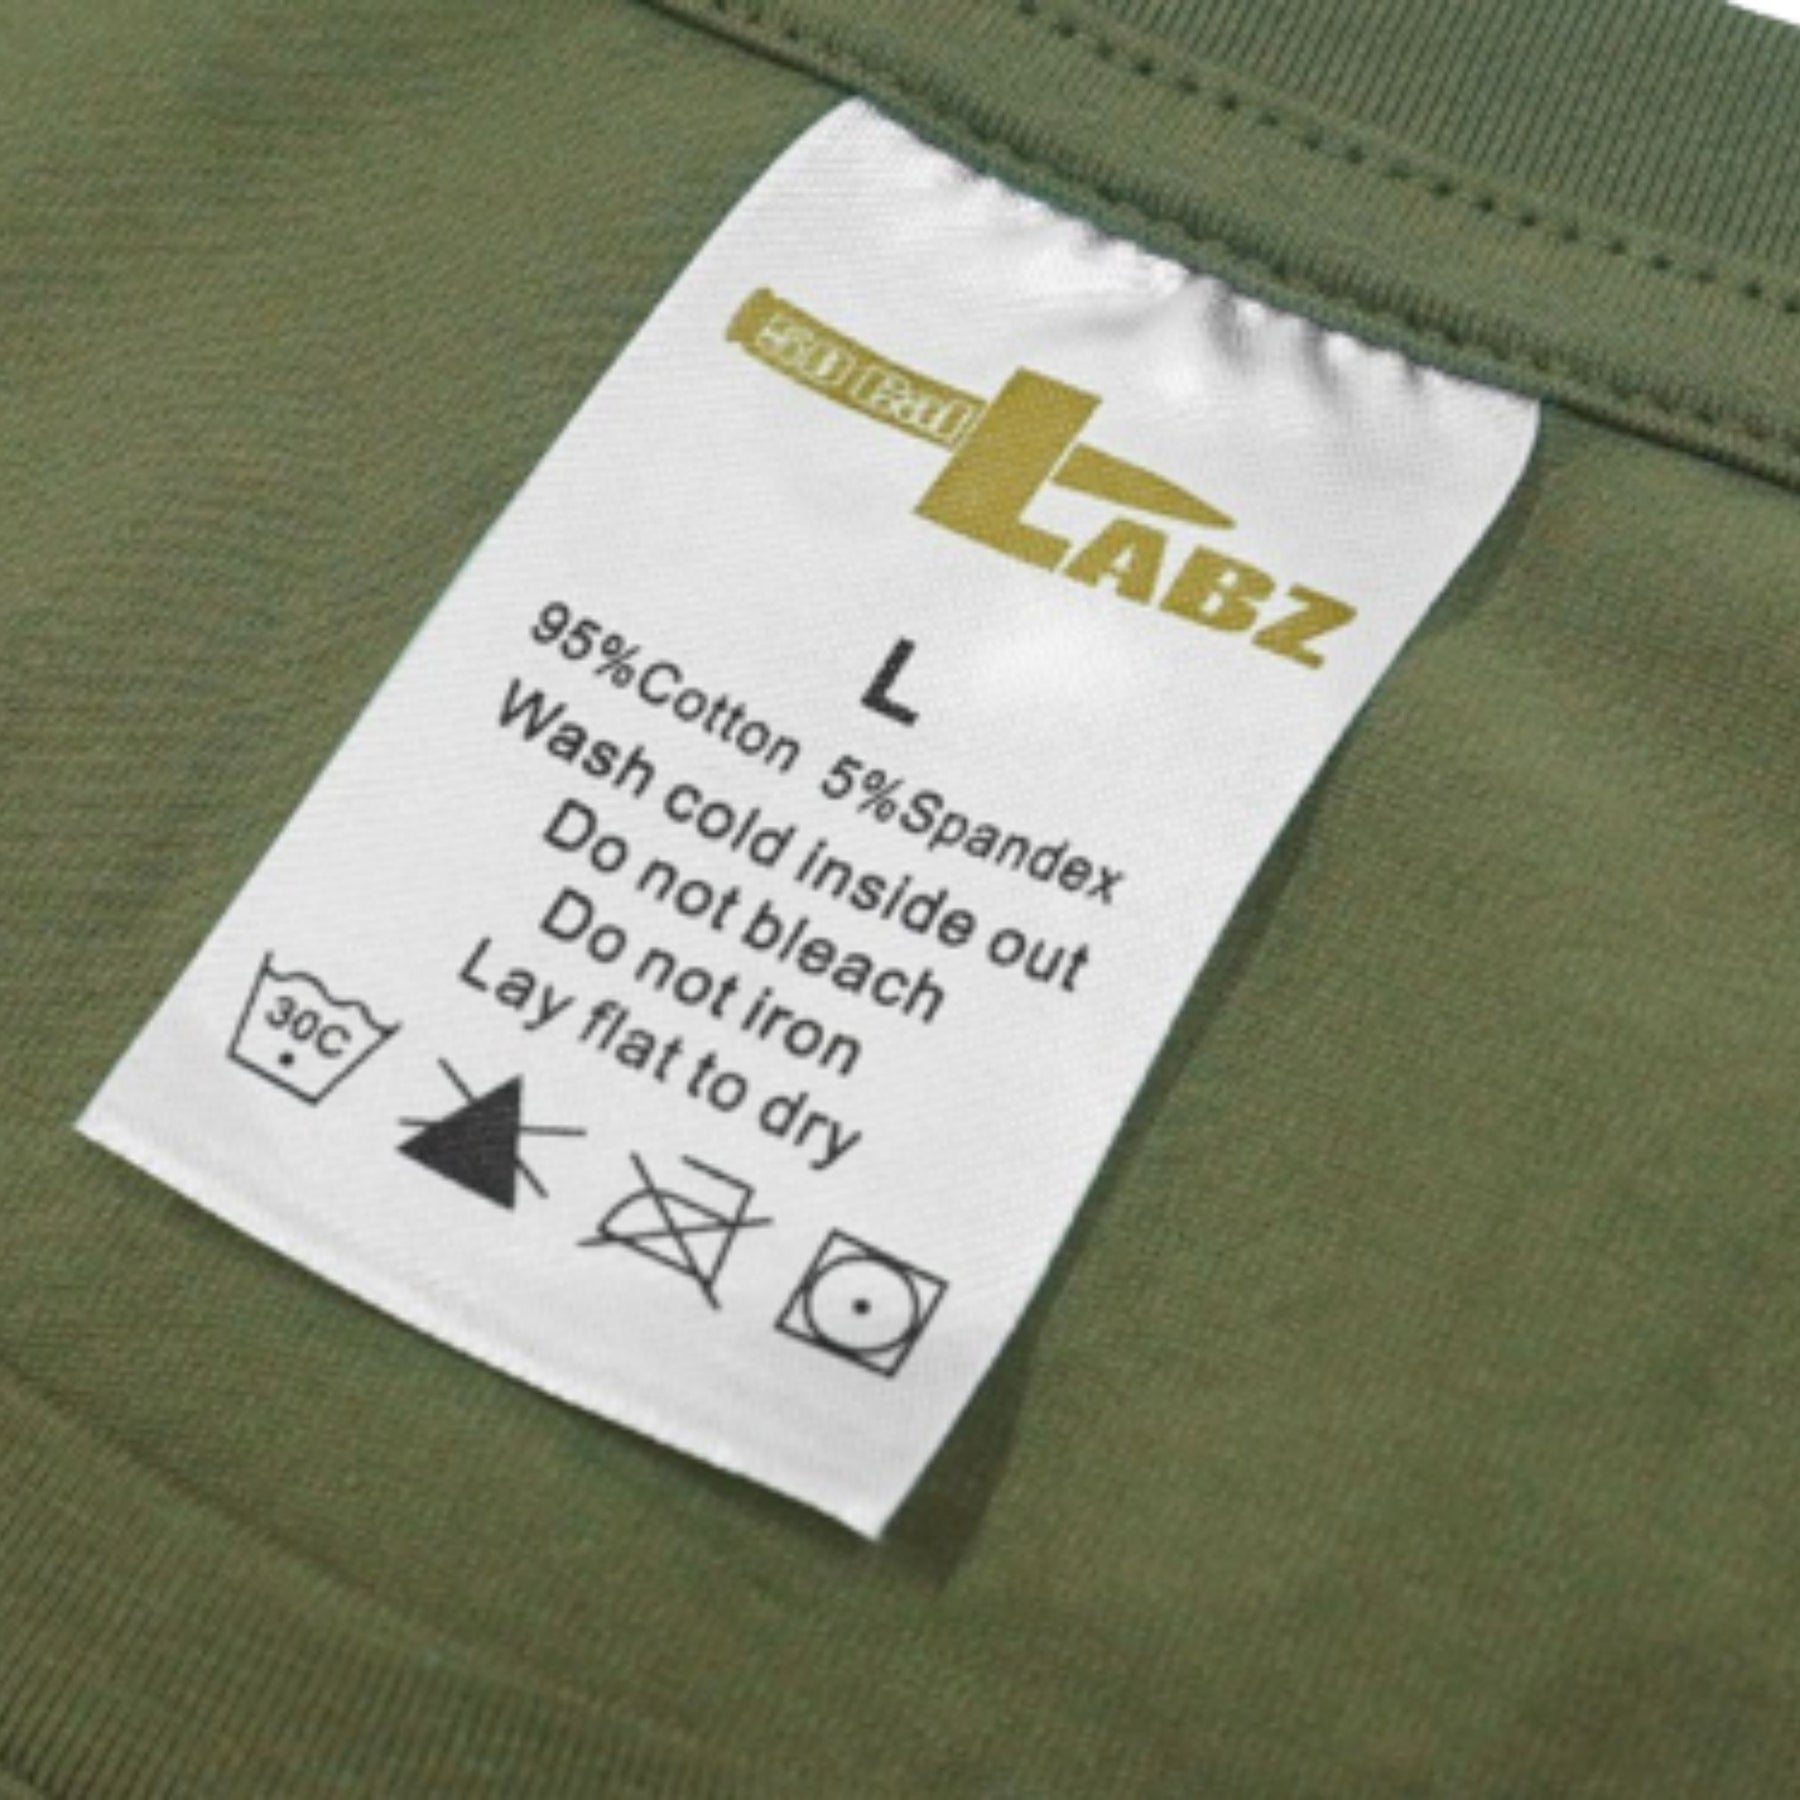 LABZ
L
95%Cotton 5%Spandex
Wash cold inside out
Do not bleach
Do not iron
Lay flat to dry
30C